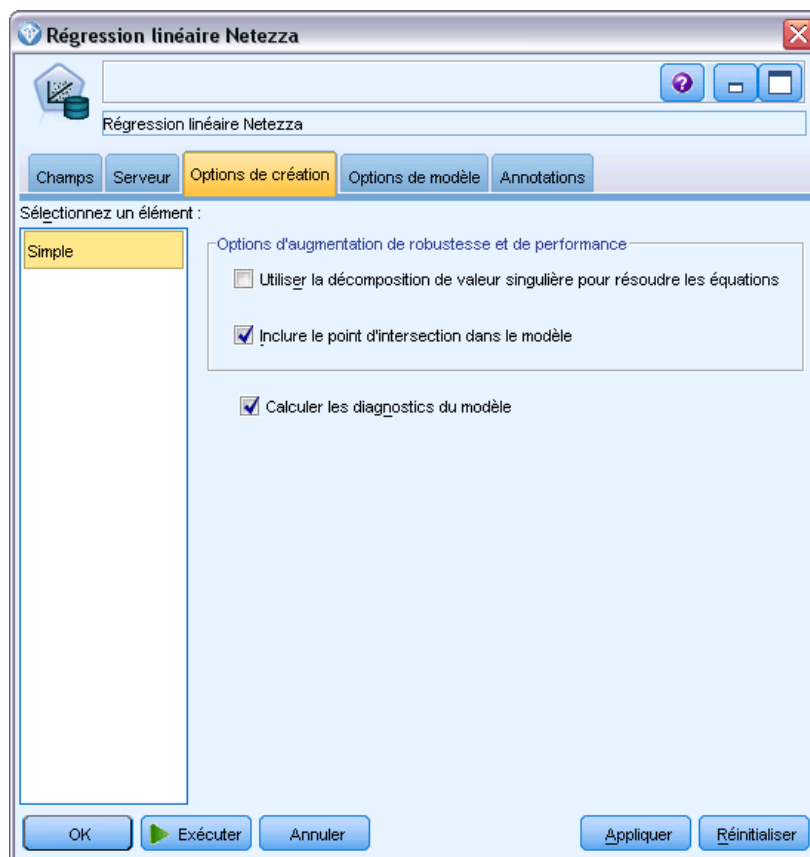 Régression linéaire Netezza
Régression linéaire Netezza
Champs Serveur Options de création Options de modèle Annotations
Sélectionnez un élément :
Simple
Options d'augmentation de robustesse et de performance
Utiliser la décomposition de valeur singulière pour résoudre les équations
Inclure le point d'intersection dans le modèle
Calculer les diagnostics du modèle
OK Exécuter Annuler Appliquer Réinitialiser